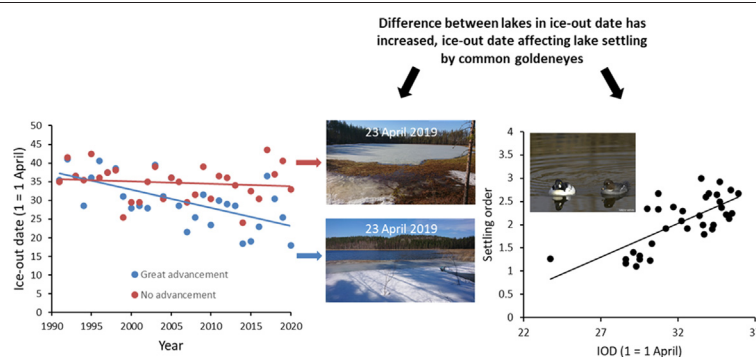 Difference between lakes in ice-out date has
increased, ice-out date affecting lake settling
by common goldeneyes
50
45
40
35
30
25
20
15
10
5
0
Ice-out date (1 = 1 April)
Great advancement
No advancement
1990
1995
2000
2005
2010
2015
2020
Year
23 April 2019
23 April 2019
4
3.5
3
2.5
2
1.5
1
0.5
0
Settling order
22
27
32
3
IOD (1 = 1 April)